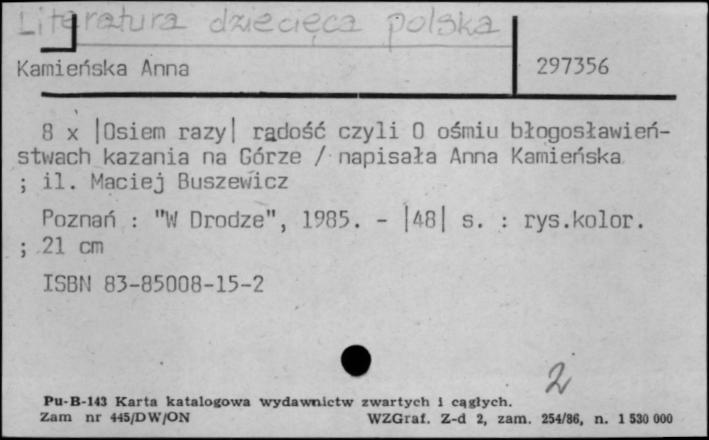 Literatura dziecięca polska
Kamieńska Anna 297356
8 x |Osiem razy| radość czyli O ośmiu błogosławień-
stwach kazania na Górze / napisała Anna Kamieńska
; il. Maciej Buszewicz
Poznań : "W Drodze", 1985. - |48| s. : rys.kolor.
; 21 cm
ISBN 83-85008-15-2
2
Pu-B-143 Karta katalogowa wydawnictw zwartych i cągłych.
Zam nr 445/DW/ON WZGraf. Z-d 2, zam. 254/86, n. 1 530 000